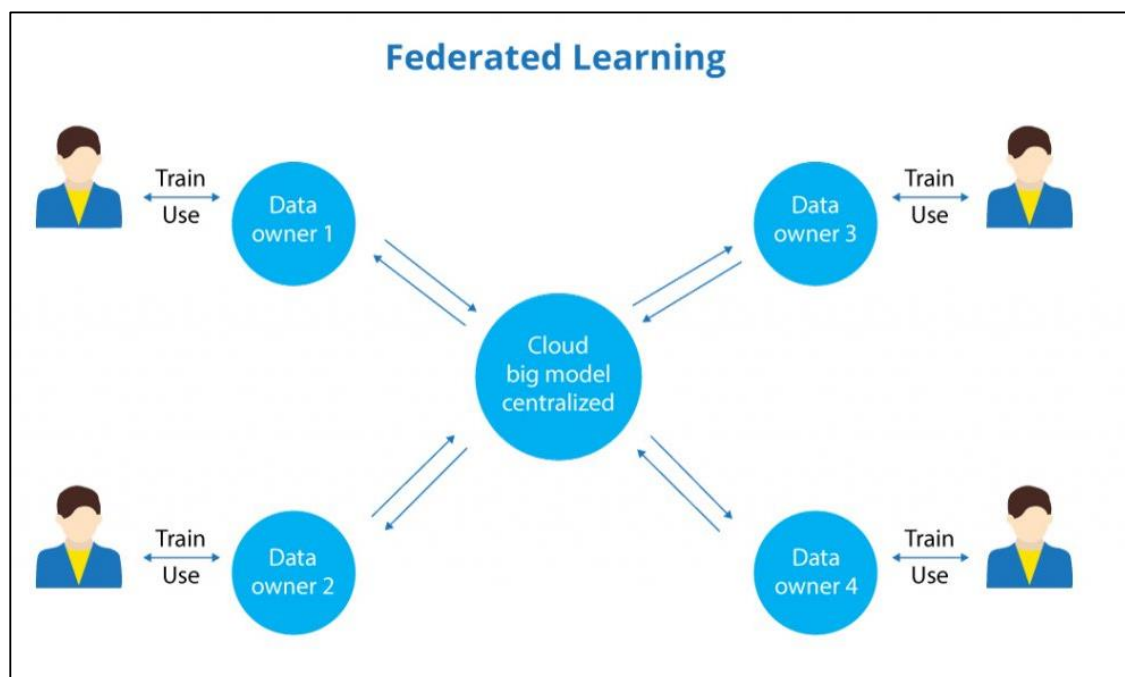 Federated Learning
Train
Use
Data
owner 1
Data
owner 3
Train
Use
Cloud
big model
centralized
Train
Use
Data
owner 2
Data
owner 4
Train
Use